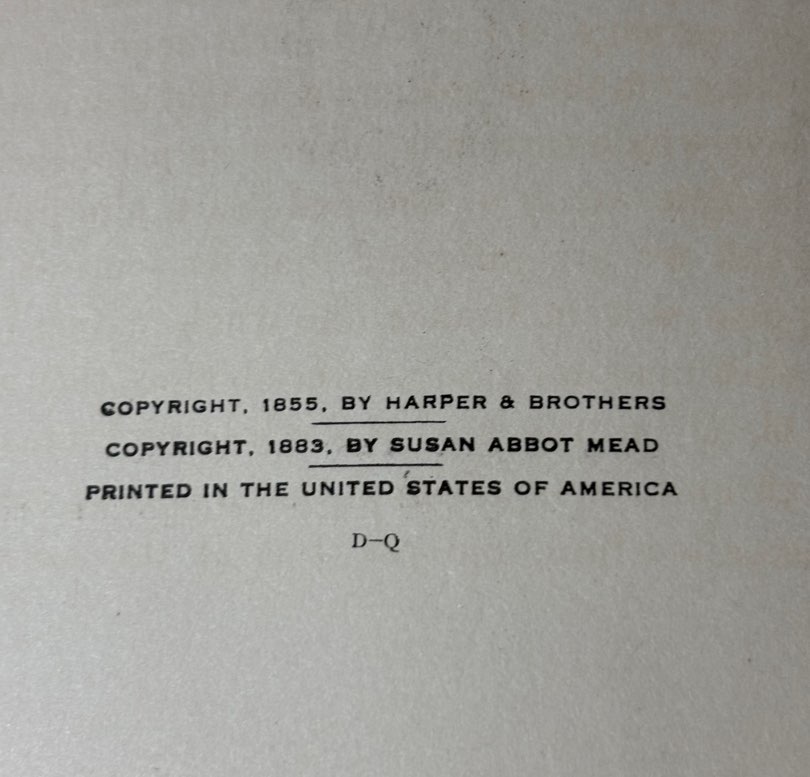 COPYRIGHT, 1855, BY HARPER & BROTHERS
COPYRIGHT, 1883, BY SUSAN ABBOT MEAD
PRINTED IN THE UNITED STATES OF AMERICA
D–Q